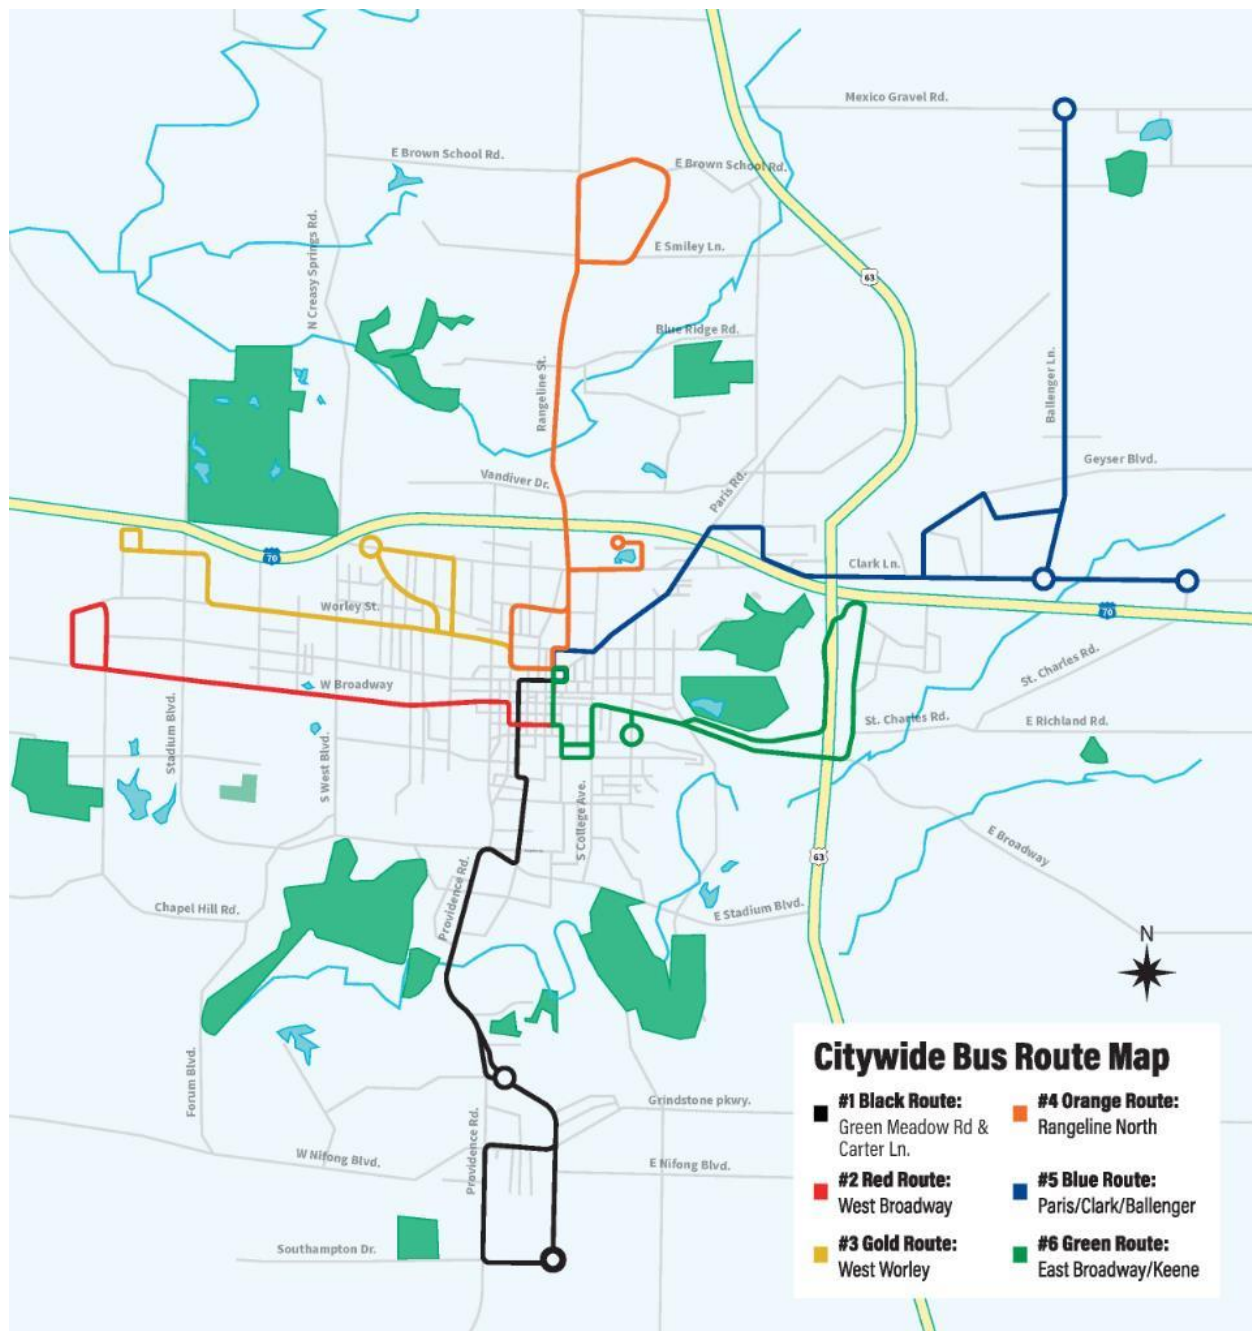 Mexico Gravel Rd.
E Brown School Rd.
E Brown School Rd.
N Creasy Springs Rd.
E Smiley Ln.
63
Blue Ridge Rd.
Rangeline St.
Ballenger Ln.
Geyser Blvd.
Vandiver Dr.
Paris Rd.
70
Clark Ln.
Worley St.
70
St. Charles Rd.
W Broadway
Stadium Blvd.
St. Charles Rd.
E Richland Rd.
S West Blvd.
S College Ave.
E Broadway
63
Providence Rd.
Chapel Hill Rd.
E Stadium Blvd.
N
Forum Blvd.
Grindstone pkwy.
Providence Rd.
W Nifong Blvd.
E Nifong Blvd.
Southampton Dr.
Citywide Bus Route Map
#1 Black Route:
Green Meadow Rd &
Carter Ln.
#2 Red Route:
West Broadway
#3 Gold Route:
West Worley
#4 Orange Route:
Rangeline North
#5 Blue Route:
Paris/Clark/Ballenger
#6 Green Route:
East Broadway/Keene